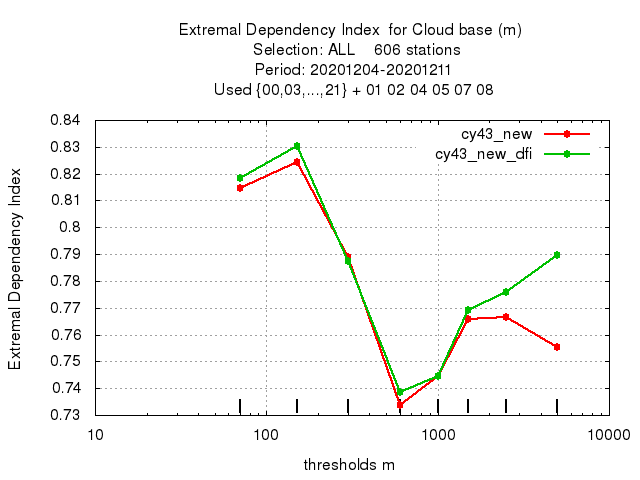 Extremal Dependency Index  for Cloud base (m)
Selection: ALL    606 stations
Period: 20201204-20201211
Used {00,03,...,21} + 01 02 04 05 07 08
cy43_new
cy43_new_dfi
Extremal Dependency Index
0.84
0.83
0.82
0.81
0.8
0.79
0.78
0.77
0.76
0.75
0.74
0.73
10 100 1000 10000
thresholds m